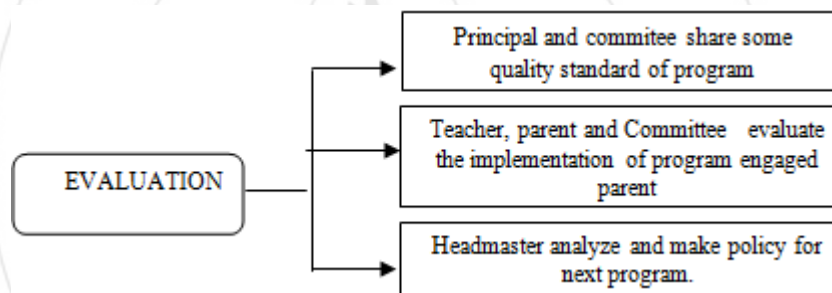 Principal and commitee share some
quality standard of program
Teacher, parent and Committee evaluate
the implementation of program engaged
parent
EVALUATION
Headmaster analyze and make policy for
next program.